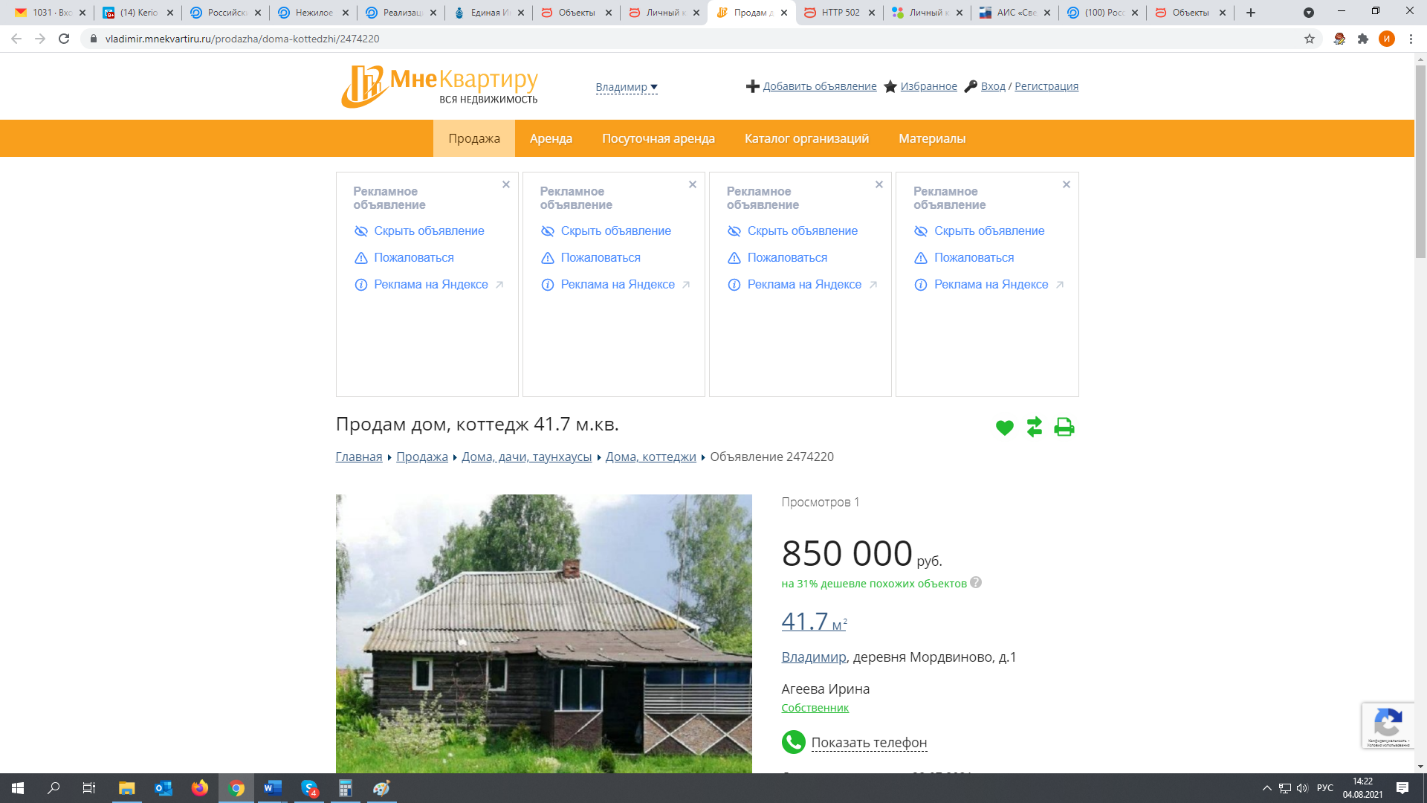 1031 · Вхо
(14) Kerio
Российск
Нежилое
Реализац
Единая И
Объекты
Личный к
Продам д
HTTP 502
Личный к
АИС «Све
(100) Росс
Объекты
vladimir.mnekvartiru.ru/prodazha/doma-kottedzhi/2474220
И
МнеКвартиру
ВСЯ НЕДВИЖИМОСТЬ
Владимир
Добавить объявление
Избранное
Вход / Регистрация
Продажа
Аренда
Посуточная аренда
Каталог организаций
Материалы
Рекламное
объявление
Скрыть объявление
Пожаловаться
Реклама на Яндексе
Рекламное
объявление
Скрыть объявление
Пожаловаться
Реклама на Яндексе
Рекламное
объявление
Скрыть объявление
Пожаловаться
Реклама на Яндексе
Рекламное
объявление
Скрыть объявление
Пожаловаться
Реклама на Яндексе
Продам дом, коттедж 41.7 м.кв.
Главная Продажа Дома, дачи, таунхаусы Дома, коттеджи Объявление 2474220
Просмотров 1
850 000 руб.
на 31% дешевле похожих объектов ?
41.7 м²
Владимир, деревня Мордвиново, д.1
Агеева Ирина
Собственник
Показать телефон
4
РУС
14:22
04.08.2021